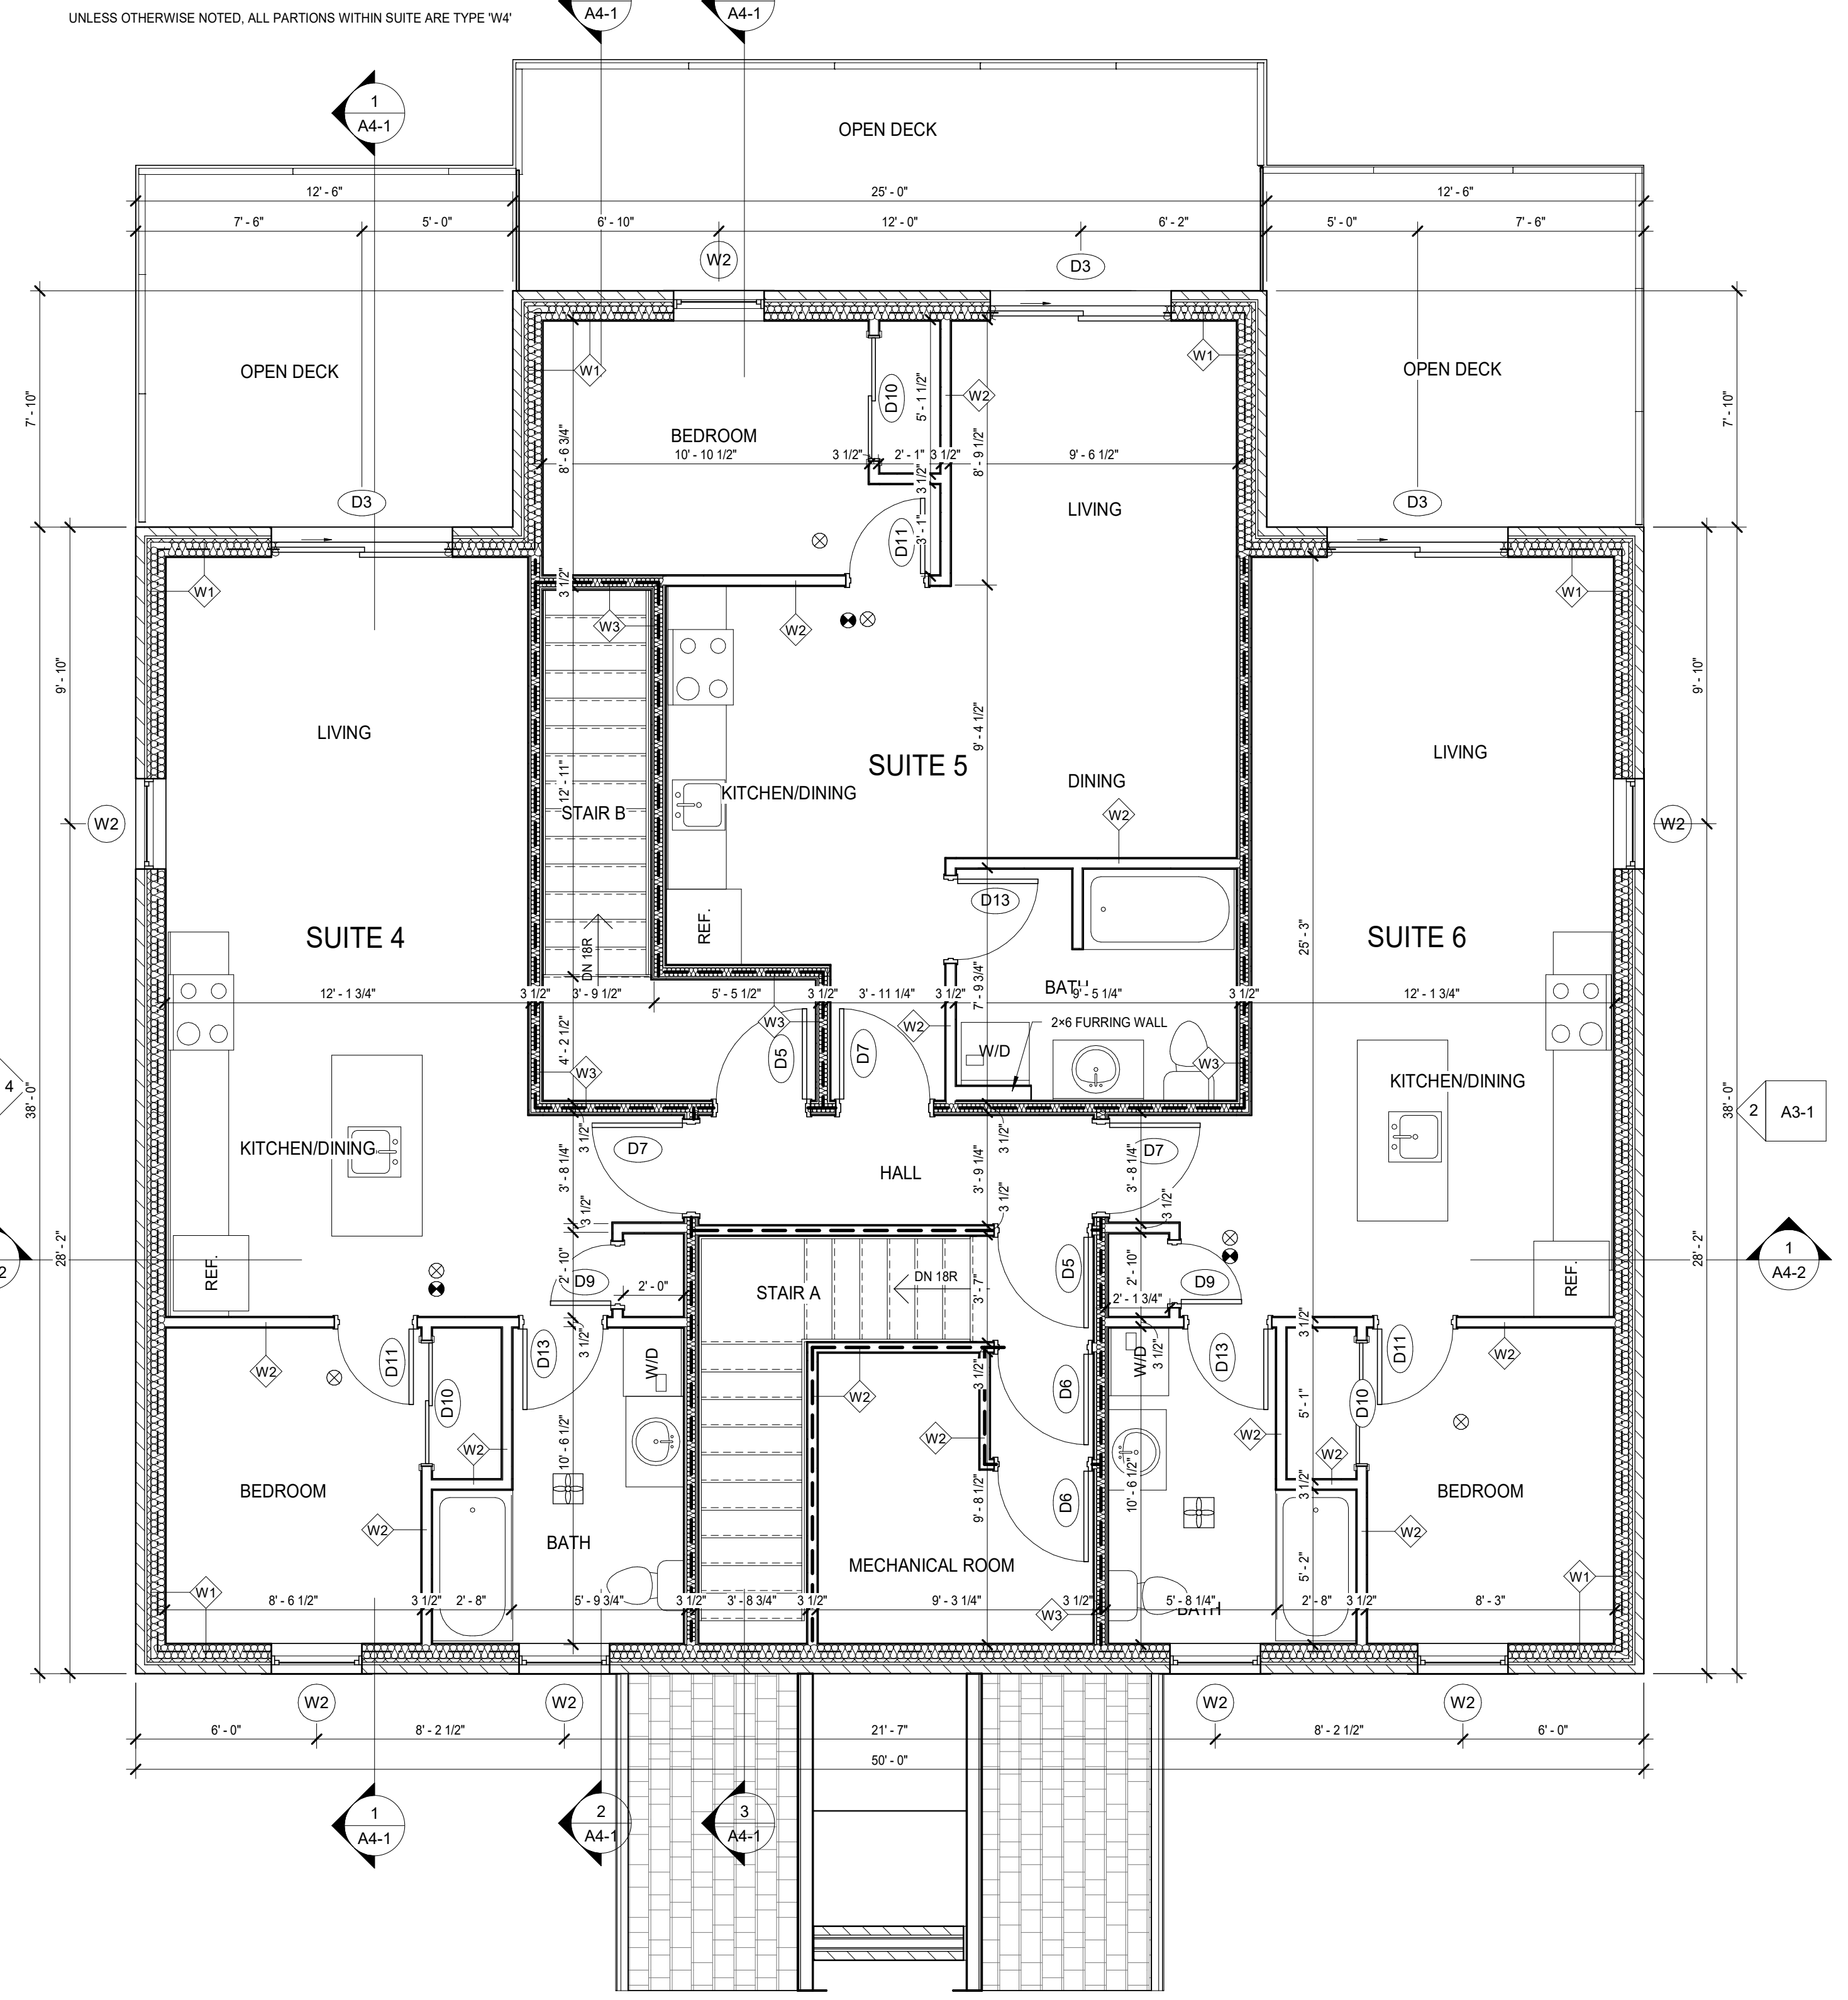 UNLESS OTHERWISE NOTED, ALL PARTIONS WITHIN SUITE ARE TYPE 'W4'
A4-1 A4-1
1
A4-1
OPEN DECK
12' - 6" 25' - 0" 12' - 6"
7' - 6" 5' - 0" 6' - 10" 12' - 0" 6' - 2" 5' - 0" 7' - 6"
W2 D3
OPEN DECK W1 W1 OPEN DECK
7' - 10" D10 5' - 1 1/2" W2 7' - 10"
BEDROOM
8' - 6 3/4" 10' - 10 1/2" 3 1/2" 2' - 1" 3 1/2" 8' - 9 1/2" 9' - 6 1/2"
3 1/2"
D3 LIVING D3
D11 3' - 1"
W1 3 1/2" W1
W3 W2
9' - 10" 9' - 10"
LIVING 9' - 4 1/2" LIVING
SUITE 5
12' - 11" KITCHEN/DINING DINING
STAIR B W2
W2 W2
D13
REF.
SUITE 4 DN 18R 25' - 3" SUITE 6
7' - 9 3/4" BATH
12' - 1 3/4" 3 1/2" 3' - 9 1/2" 5' - 5 1/2" 3 1/2" 3' - 11 1/4" 3 1/2" 9' - 5 1/4" 3 1/2" 12' - 1 3/4"
W3 W2 2×6 FURRING WALL
4' - 2 1/2" D5 D7 W/D W3
W3
4 38' - 0" KITCHEN/DINING 38' - 0" 2 A3-1
KITCHEN/DINING D7 3 1/2" 3 1/2" D7
3' - 8 1/4" HALL 3' - 9 1/4" 3' - 8 1/4"
3 1/2" 3 1/2" 3 1/2"
28' - 2" 28' - 2"
2 1
A4-2
REF. 2' - 10" D9 2' - 0" STAIR A DN 18R 3' - 7" D5 2' - 10" D9 REF.
2' - 1 3/4"
W2 D11 D13 3 1/2" W/D 3 1/2" D6 W/D 3 1/2" D13 3 1/2" D11 W2
D10 W2 D10
5' - 1"
W2 10' - 6 1/2" W2 W2 W2
BEDROOM 9' - 8 1/2" D6 10' - 6 1/2" 3 1/2" BEDROOM
W2 W2
BATH
MECHANICAL ROOM 5' - 2"
W1 W1
8' - 6 1/2" 3 1/2" 2' - 8" 5' - 9 3/4" 3 1/2" 3' - 8 3/4" 3 1/2" 9' - 3 1/4" 3 1/2" 5' - 8 1/4" 2' - 8" 3 1/2" 8' - 3"
W3 BATH
W2 W2 W2 W2
6' - 0" 8' - 2 1/2" 21' - 7" 8' - 2 1/2" 6' - 0"
50' - 0"
1 2 3
A4-1 A4-1 A4-1